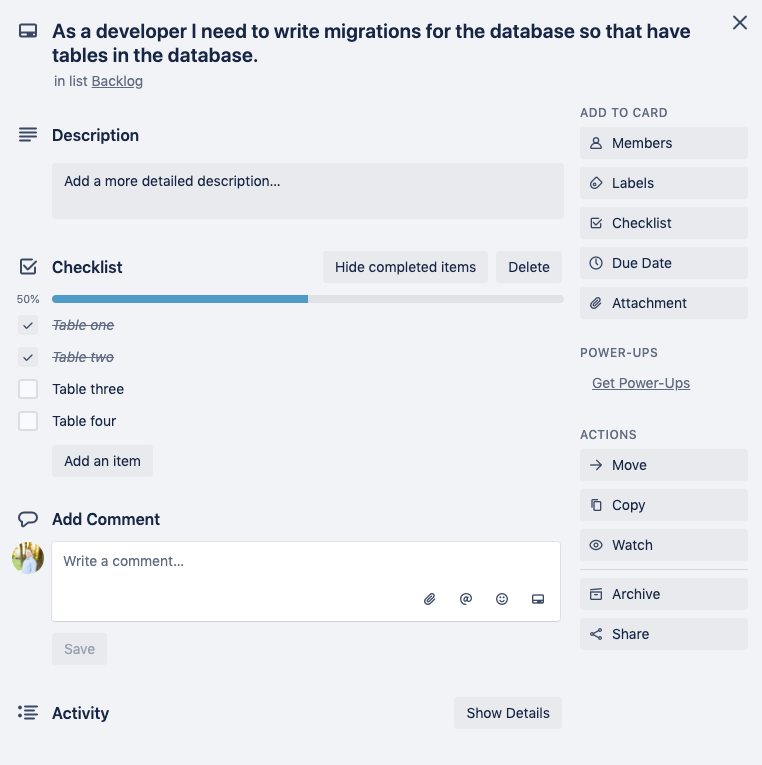 As a developer I need to write migrations for the database so that have
tables in the database.
in list Backlog
Description
Add a more detailed description...
Checklist
Hide completed items
Delete
50%
Table one
Table two
Table three
Table four
Add an item
Add Comment
Write a comment...
@
Save
Activity
Show Details
ADD TO CARD
Members
Labels
Checklist
Due Date
Attachment
POWER-UPS
Get Power-Ups
ACTIONS
Move
Copy
Watch
Archive
Share